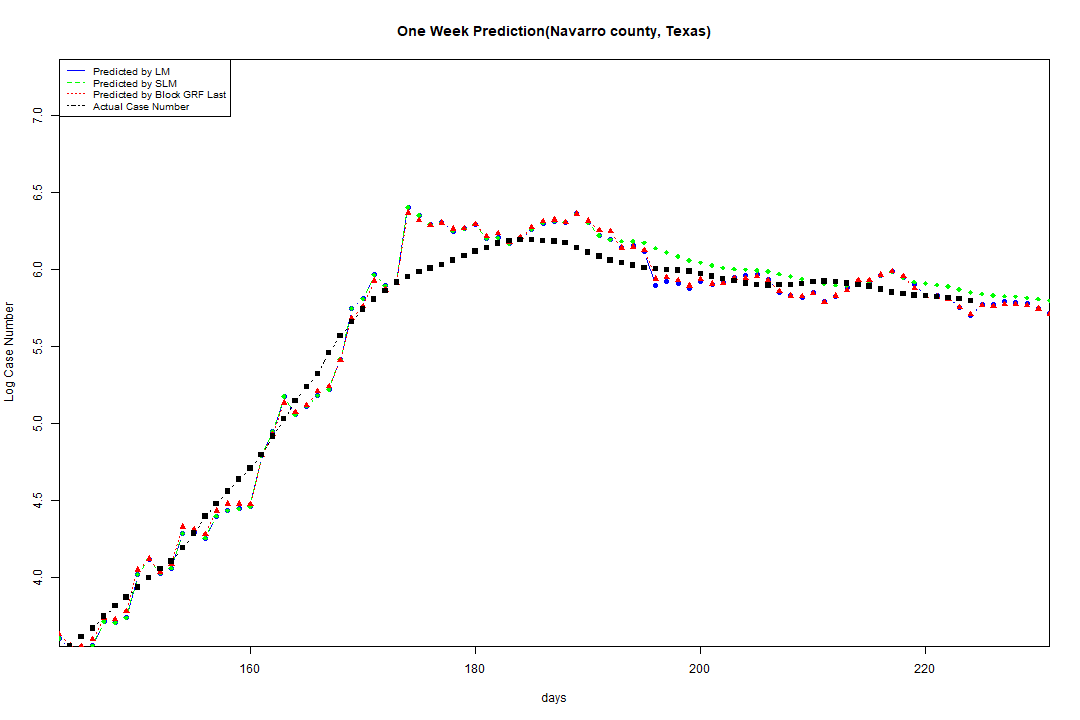 One Week Prediction(Navarro county, Texas)
Predicted by LM
Predicted by SLM
Predicted by Block GRF Last
Actual Case Number
7.0
6.5
6.0
5.5
5.0
4.5
4.0
Log Case Number
160 180 200 220
days